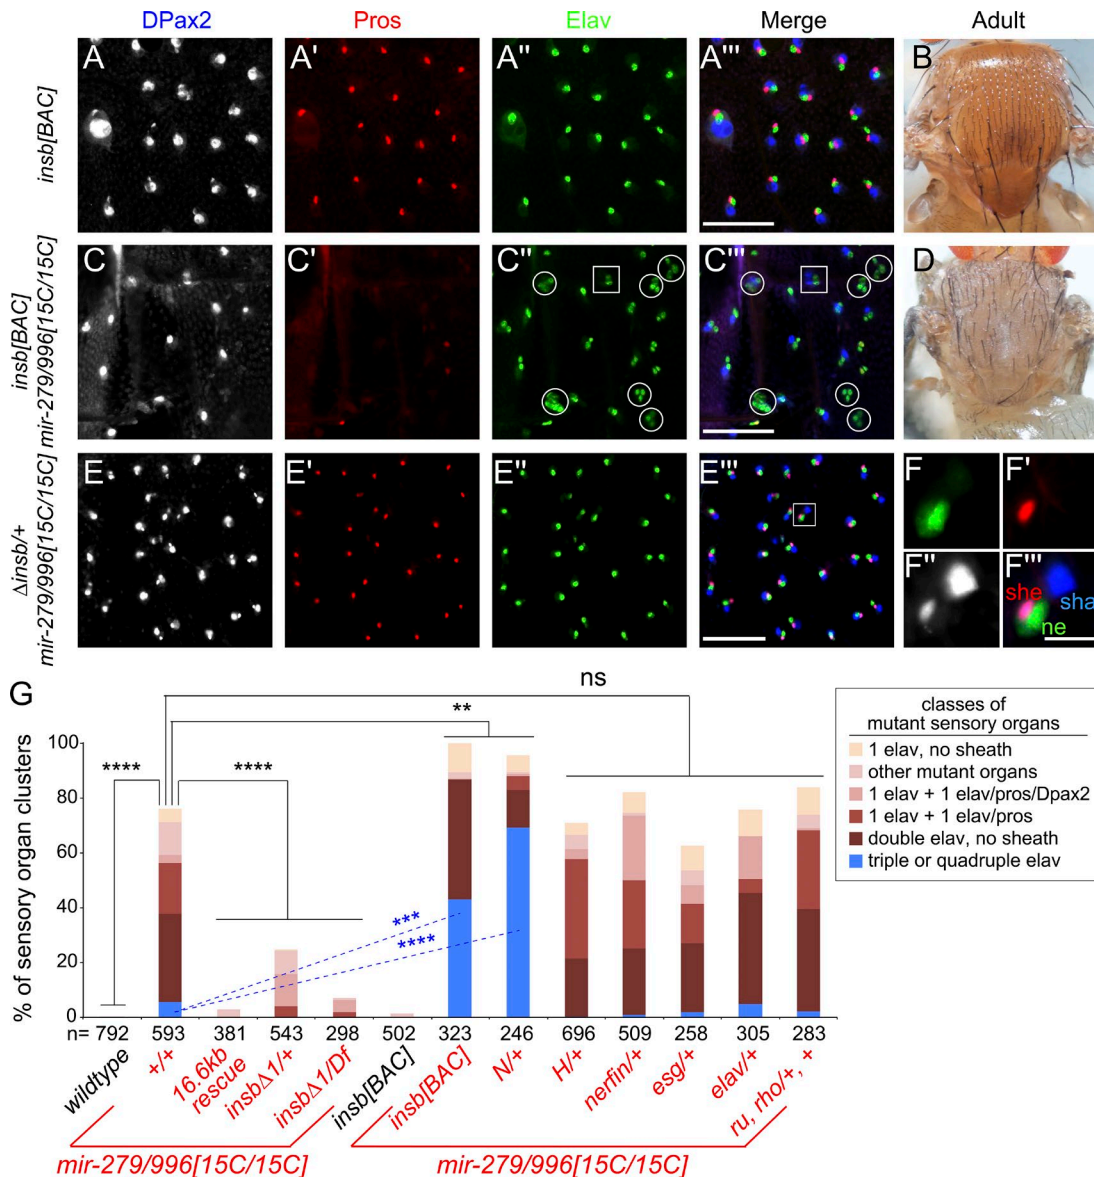 DPax2 Pros Elav Merge Adult
insb[BAC]
A A' A'' A''' B
insb[BAC]
mir-279/996[15C/15C]
C C' C'' C''' D
Δinsb/+
mir-279/996[15C/15C]
E E' E'' E''' F F'
F'' F'''
she sha
ne
G
ns
**
**** ****
***
****
% of sensory organ clusters
100
80
60
40
20
0
classes of
mutant sensory organs
1 elav, no sheath
other mutant organs
1 elav + 1 elav/pros/Dpax2
1 elav + 1 elav/pros
double elav, no sheath
triple or quadruple elav
n= 792 593 381 543 298 502 323 246 696 509 258 305 283
wildtype
+/+
16.6kb
rescue
insbΔ1/+
insbΔ1/Df
insb[BAC]
insb[BAC]
N/+
H/+
nerfin/+
esg/+
elav/+
ru, rho/+, +
mir-279/996[15C/15C] mir-279/996[15C/15C]